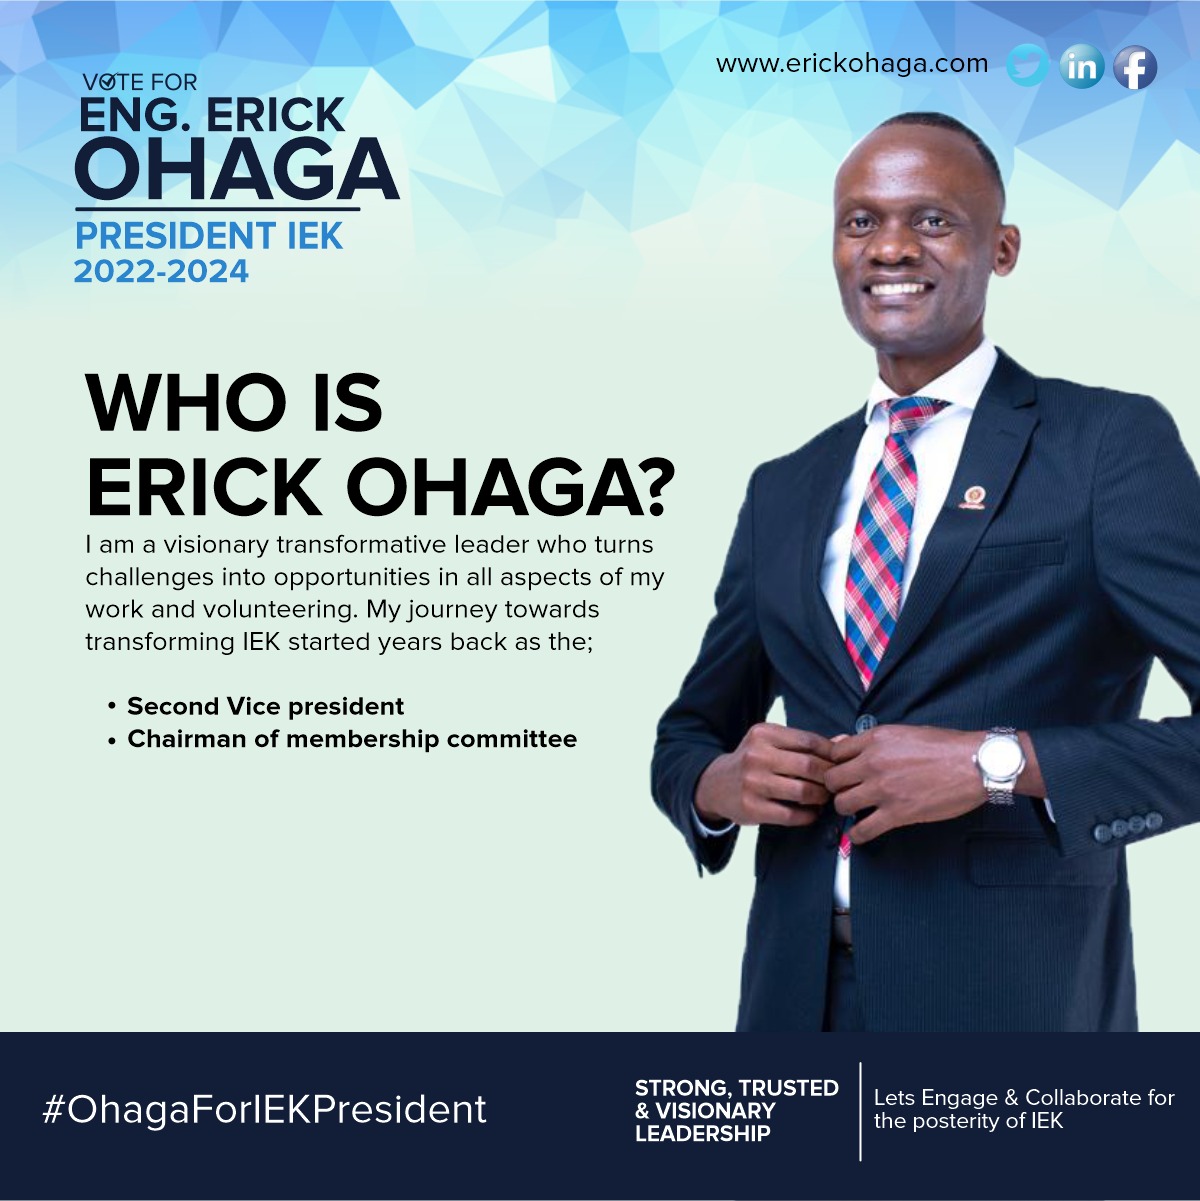 VOTE FOR
ENG. ERICK
OHAGA
PRESIDENT IEK
2022-2024
www.erickohaga.com
in f
WHO IS
ERICK OHAGA?
I am a visionary transformative leader who turns
challenges into opportunities in all aspects of my
work and volunteering. My journey towards
transforming IEK started years back as the;
• Second Vice president
• Chairman of membership committee
#OhagaForIEKPresident
STRONG, TRUSTED
& VISIONARY
LEADERSHIP
Lets Engage & Collaborate for
the posterity of IEK